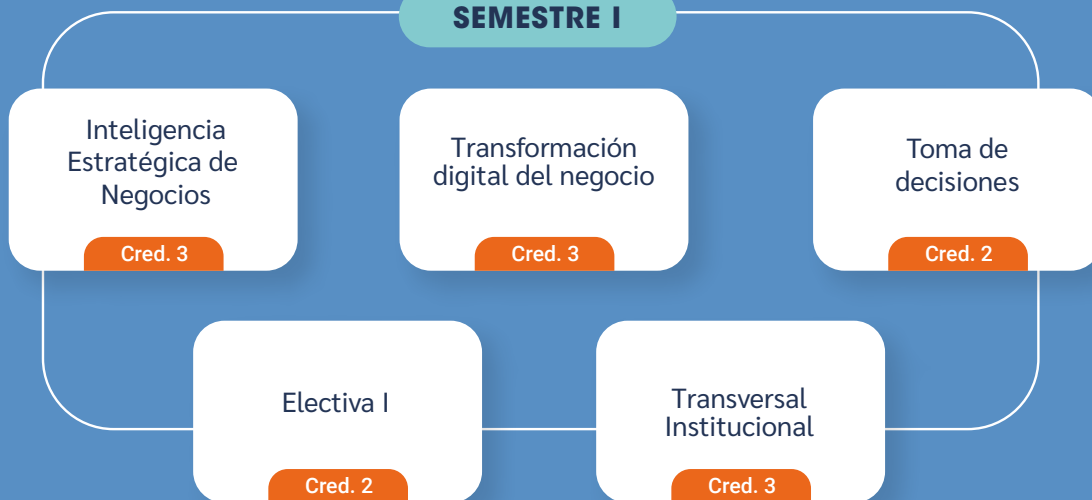 SEMESTRE I
Inteligencia
Estratégica de
Negocios
Cred. 3
Transformación
digital del negocio
Cred. 3
Toma de
decisiones
Cred. 2
Electiva I
Cred. 2
Transversal
Institucional
Cred. 3